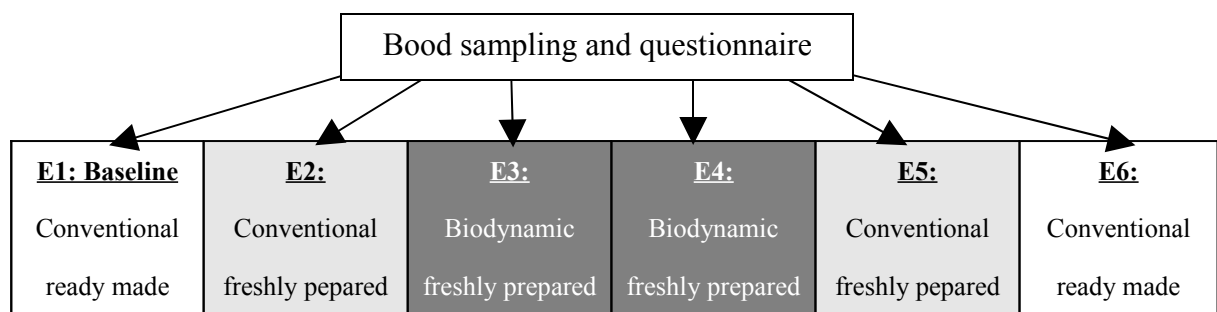 Bood sampling and questionnaire
E1: Baseline
Conventional
ready made
E2:
Conventional
freshly pepared
E3:
Biodynamic
freshly prepared
E4:
Biodynamic
freshly prepared
E5:
Conventional
freshly pepared
E6:
Conventional
ready made